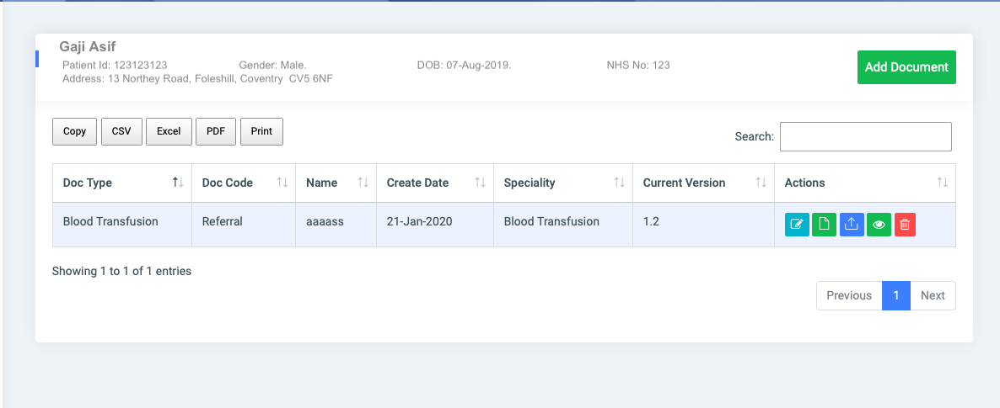 Gaji Asif
Patient Id: 123123123 Gender: Male. DOB: 07-Aug-2019. NHS No: 123
Address: 13 Northey Road, Foleshill, Coventry CV5 6NF
Add Document
Copy CSV Excel PDF Print
Search:
Doc Type Doc Code Name Create Date Speciality Current Version Actions
Blood Transfusion Referral aaaass 21-Jan-2020 Blood Transfusion 1.2
Showing 1 to 1 of 1 entries
Previous 1 Next